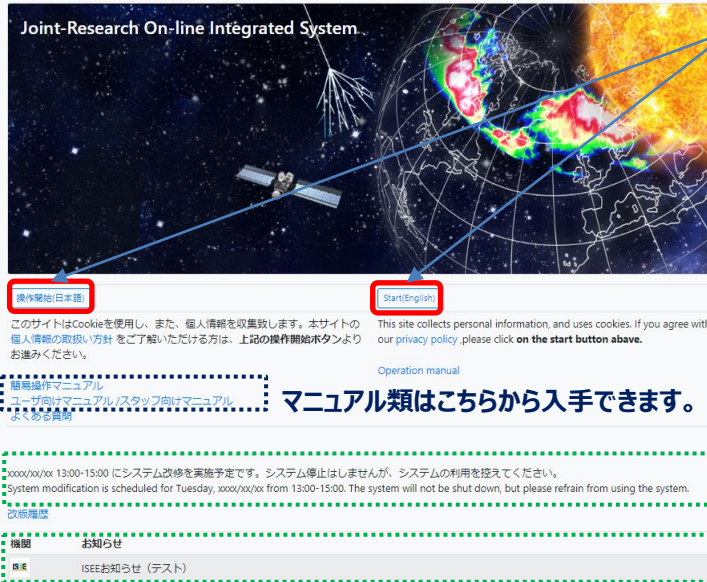 Joint-Research On-line Integrated System
操作開始(日本語)
Start(English)
このサイトはCookieを使用し、また、個人情報を収集致します。本サイトの
個人情報の取扱い方針 をご了解いただける方は、上記の操作開始ボタンより
お進みください。
This site collects personal information, and uses cookies. If you agree with
our privacy policy ,please click on the start button abave.
Operation manual
簡易操作マニュアル
ユーザ向けマニュアル /スタッフ向けマニュアル
よくある質問
マニュアル類はこちらから入手できます。
xxxx/xx/xx 13:00-15:00 にシステム改修を実施予定です。システム停止はしませんが、システムの利用を控えてください。
System modification is scheduled for Tuesday, xxxx/xx/xx from 13:00-15:00. The system will not be shut down, but please refrain from using the system.
改版履歴
機関 お知らせ
ISEE ISEEお知らせ（テスト）